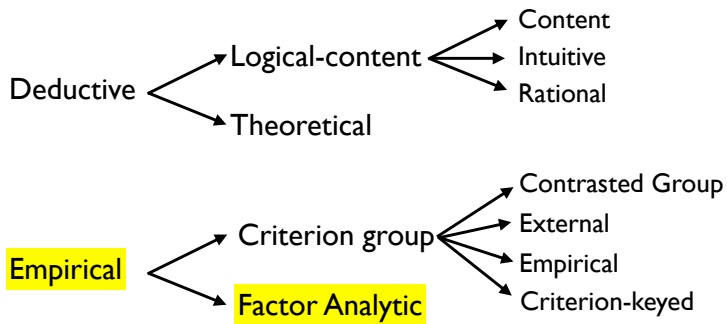 Deductive
Logical-content
Content
Intuitive
Rational
Theoretical
Empirical
Criterion group
Contrasted Group
External
Empirical
Criterion-keyed
Factor Analytic